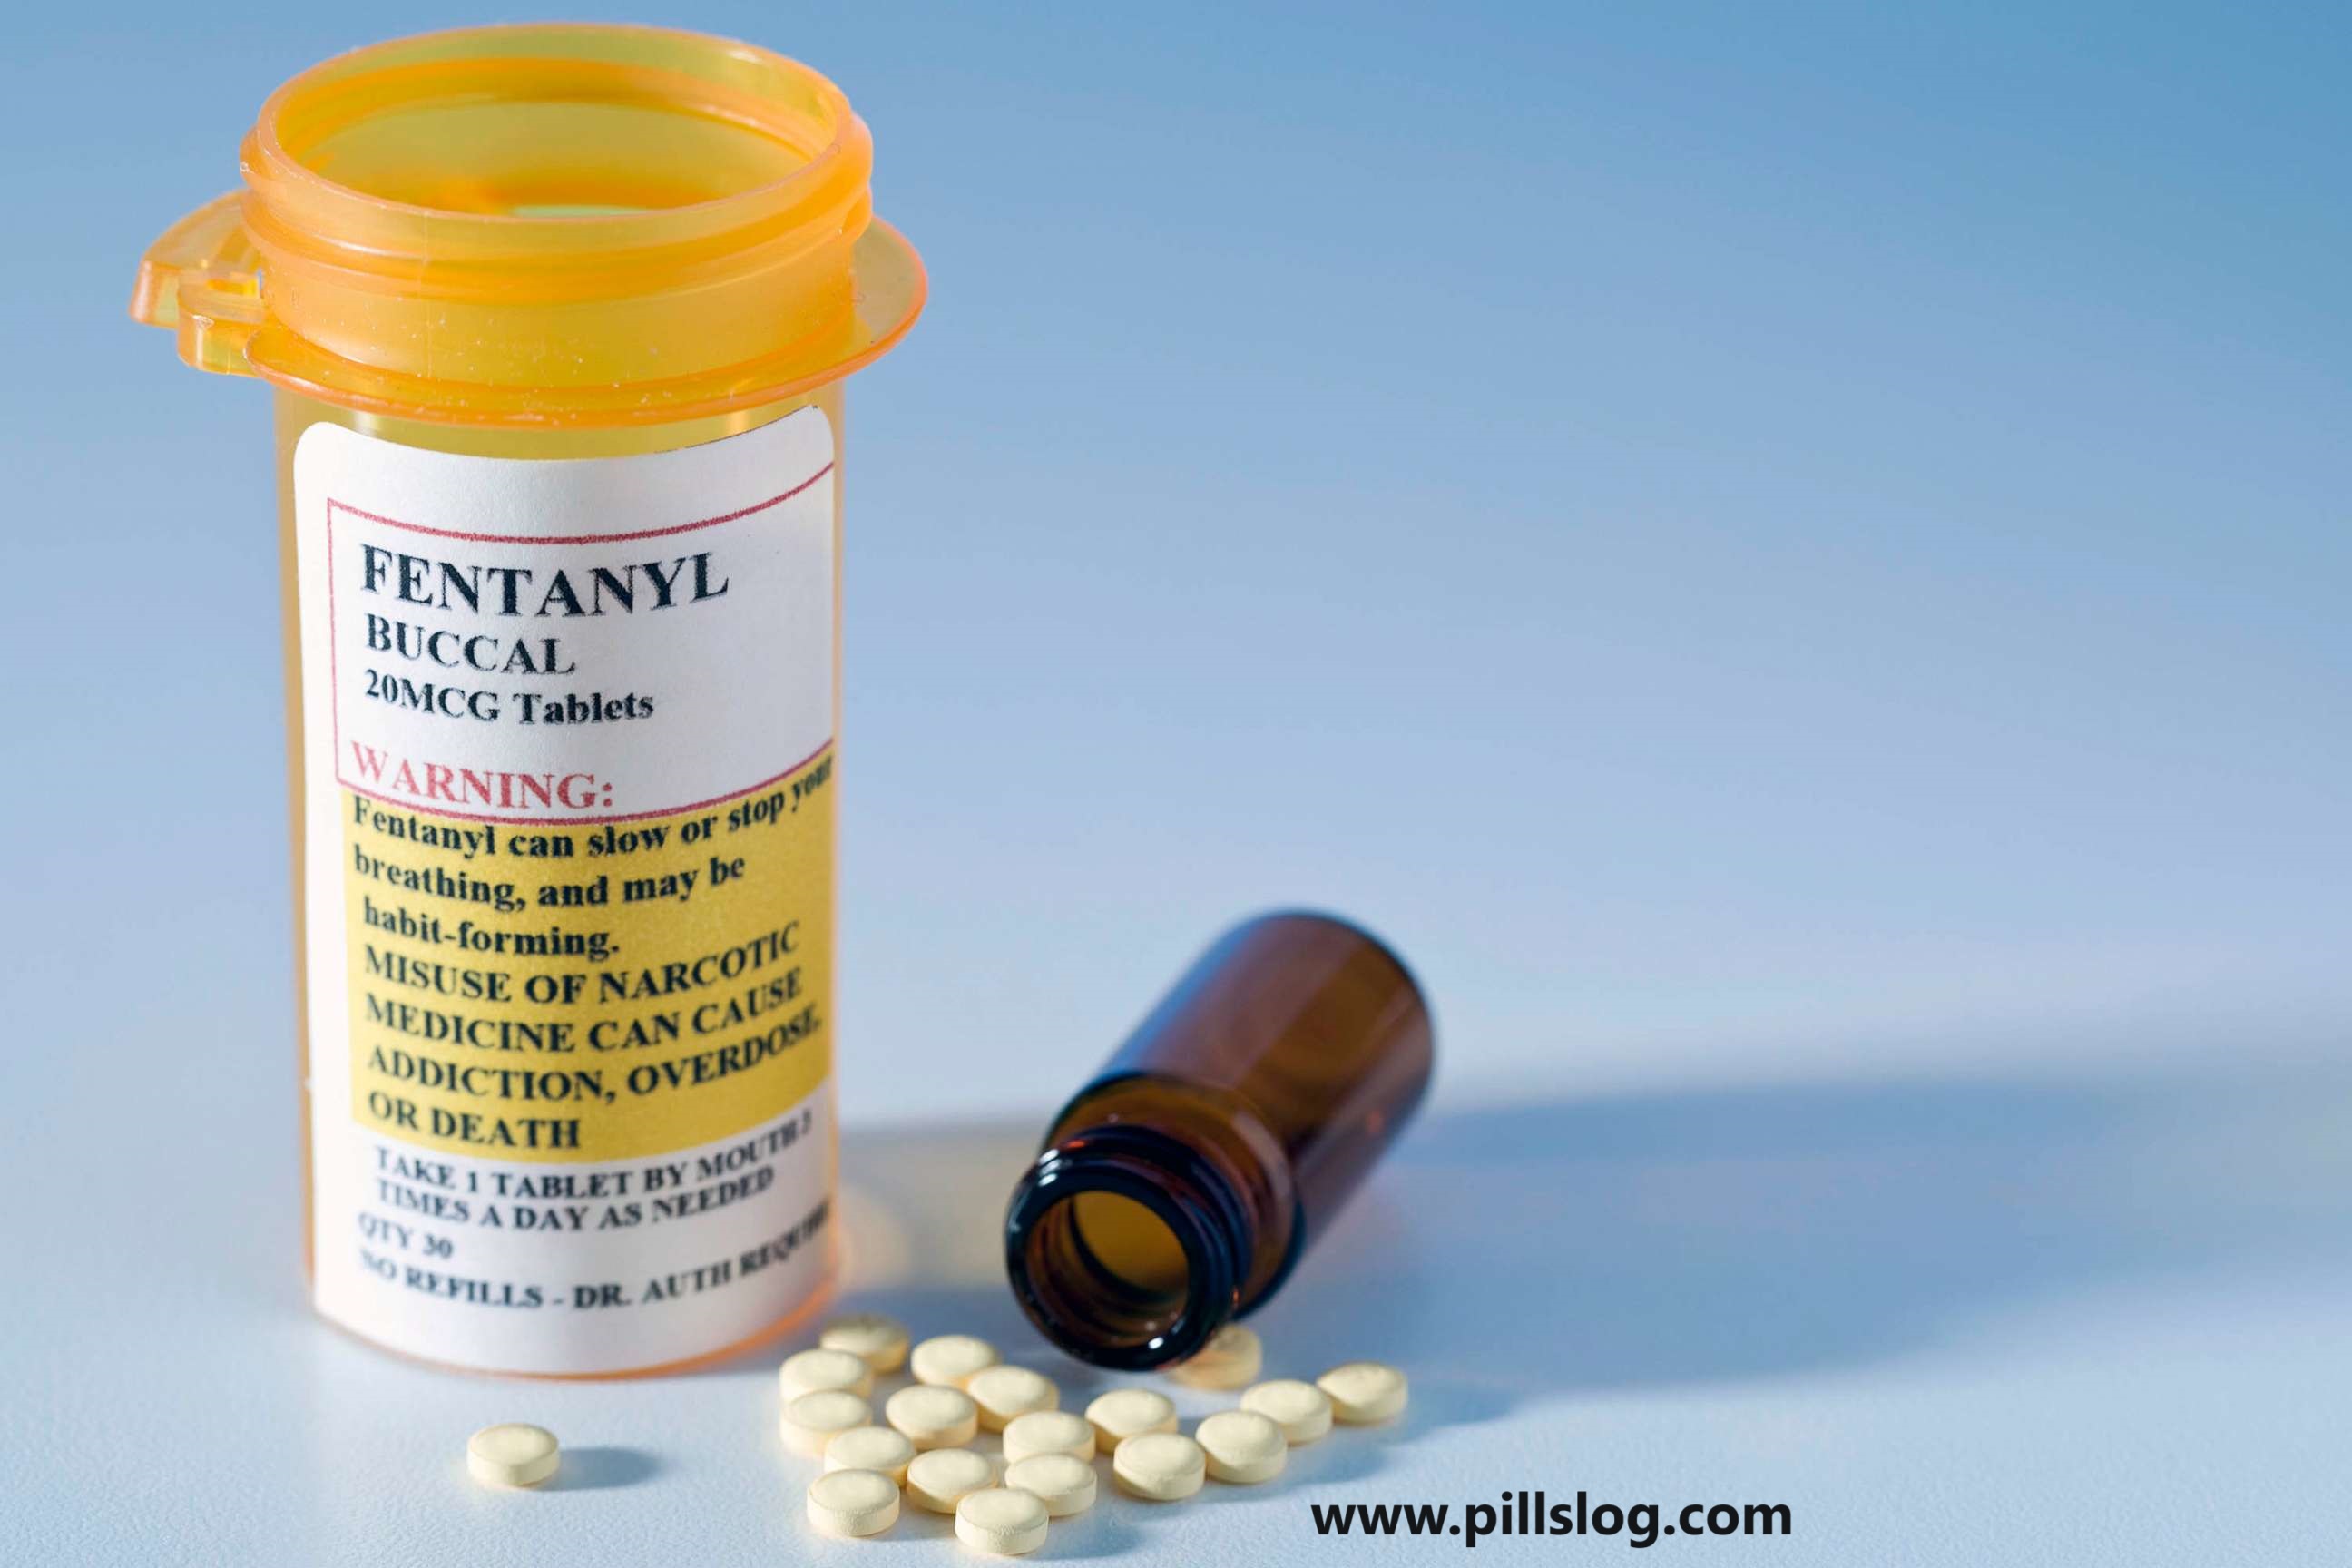 FENTANYL
BUCCAL
20MCG Tablets
WARNING:
Fentanyl can slow or stop your
breathing, and may be
habit-forming.
MISUSE OF NARCOTIC
MEDICINE CAN CAUSE
ADDICTION, OVERDOSE,
OR DEATH
TAKE 1 TABLET BY MOUTH
TIMES A DAY AS NEEDED
QTY 30
NO REFILLS - DR. AUTH
www.pillslog.com